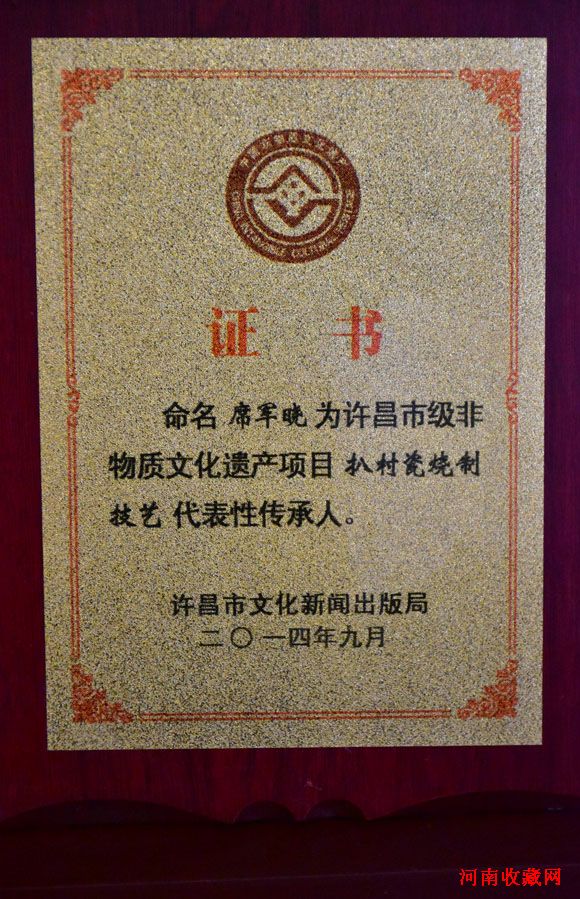 证 书
命名 席军晓 为许昌市级非
物质文化遗产项目 扒村瓷烧制
技艺 代表性传承人。
许昌市文化新闻出版局
二〇一四年九月
河南收藏网